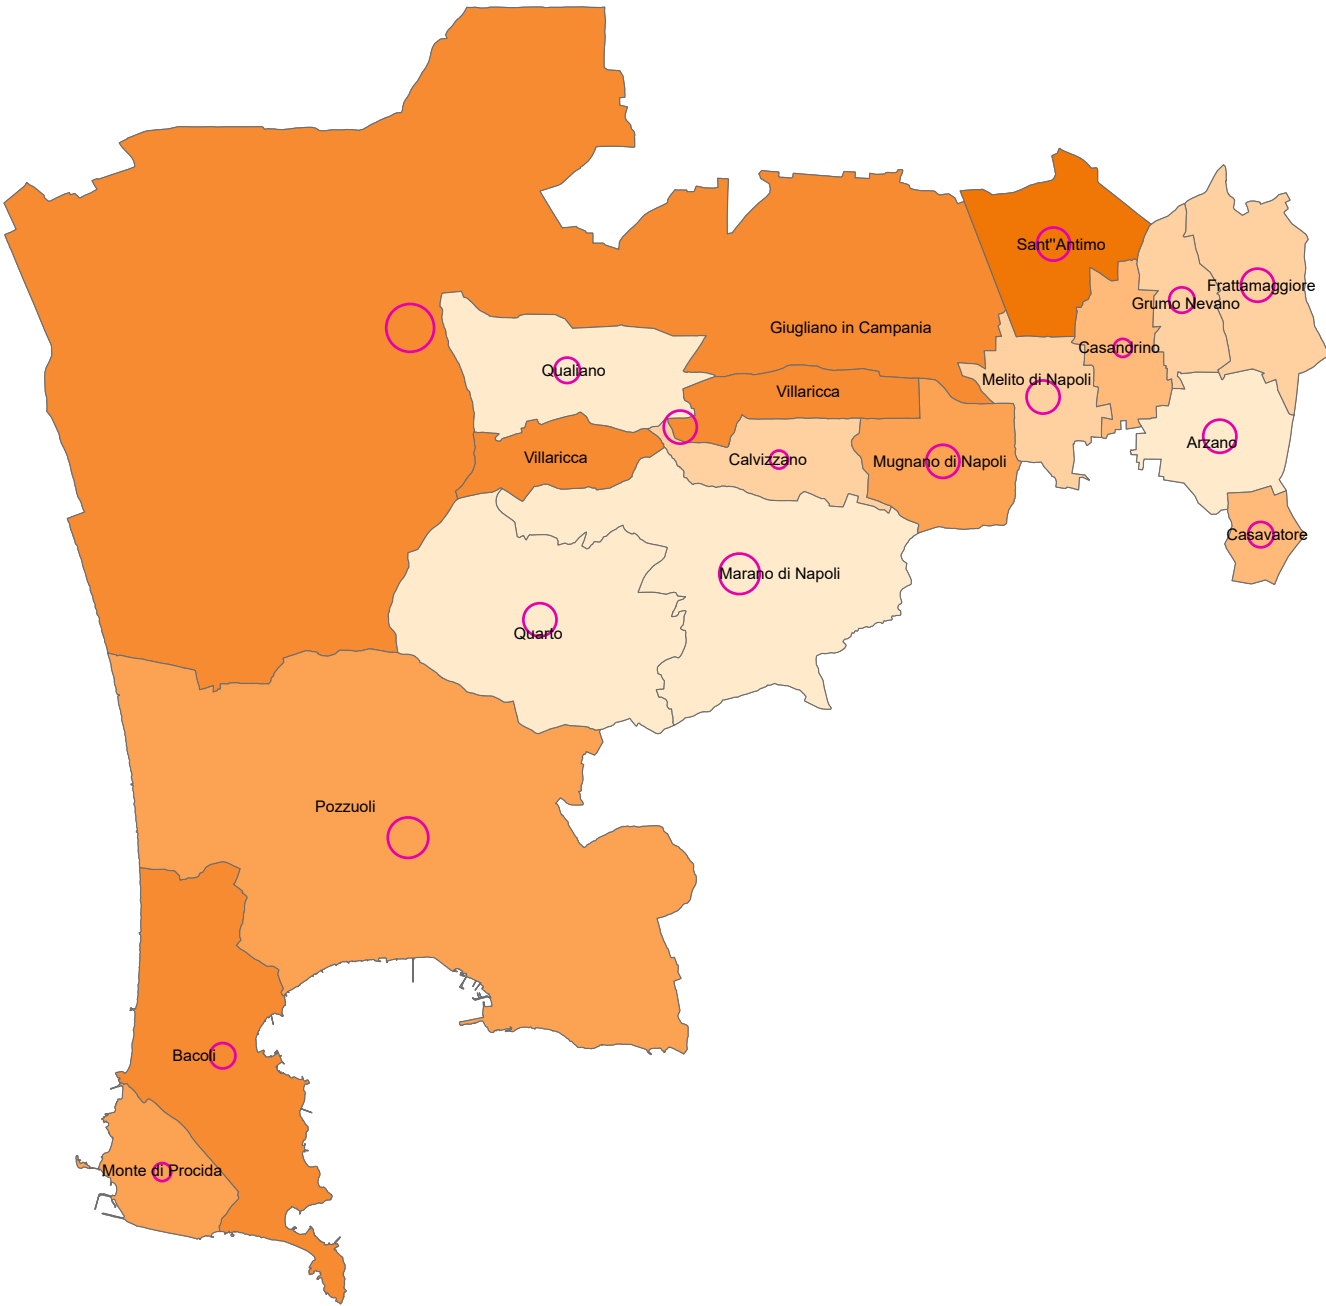 Sant"Antimo
Frattamaggiore
Grumo Nevano
Giugliano in Campania
Casandrino
Qualiano
Melito di Napoli
Villaricca
Arzano
Villaricca
Calvizzano
Mugnano di Napoli
Casavatore
Marano di Napoli
Quarto
Pozzuoli
Bacoli
Monte di Procida